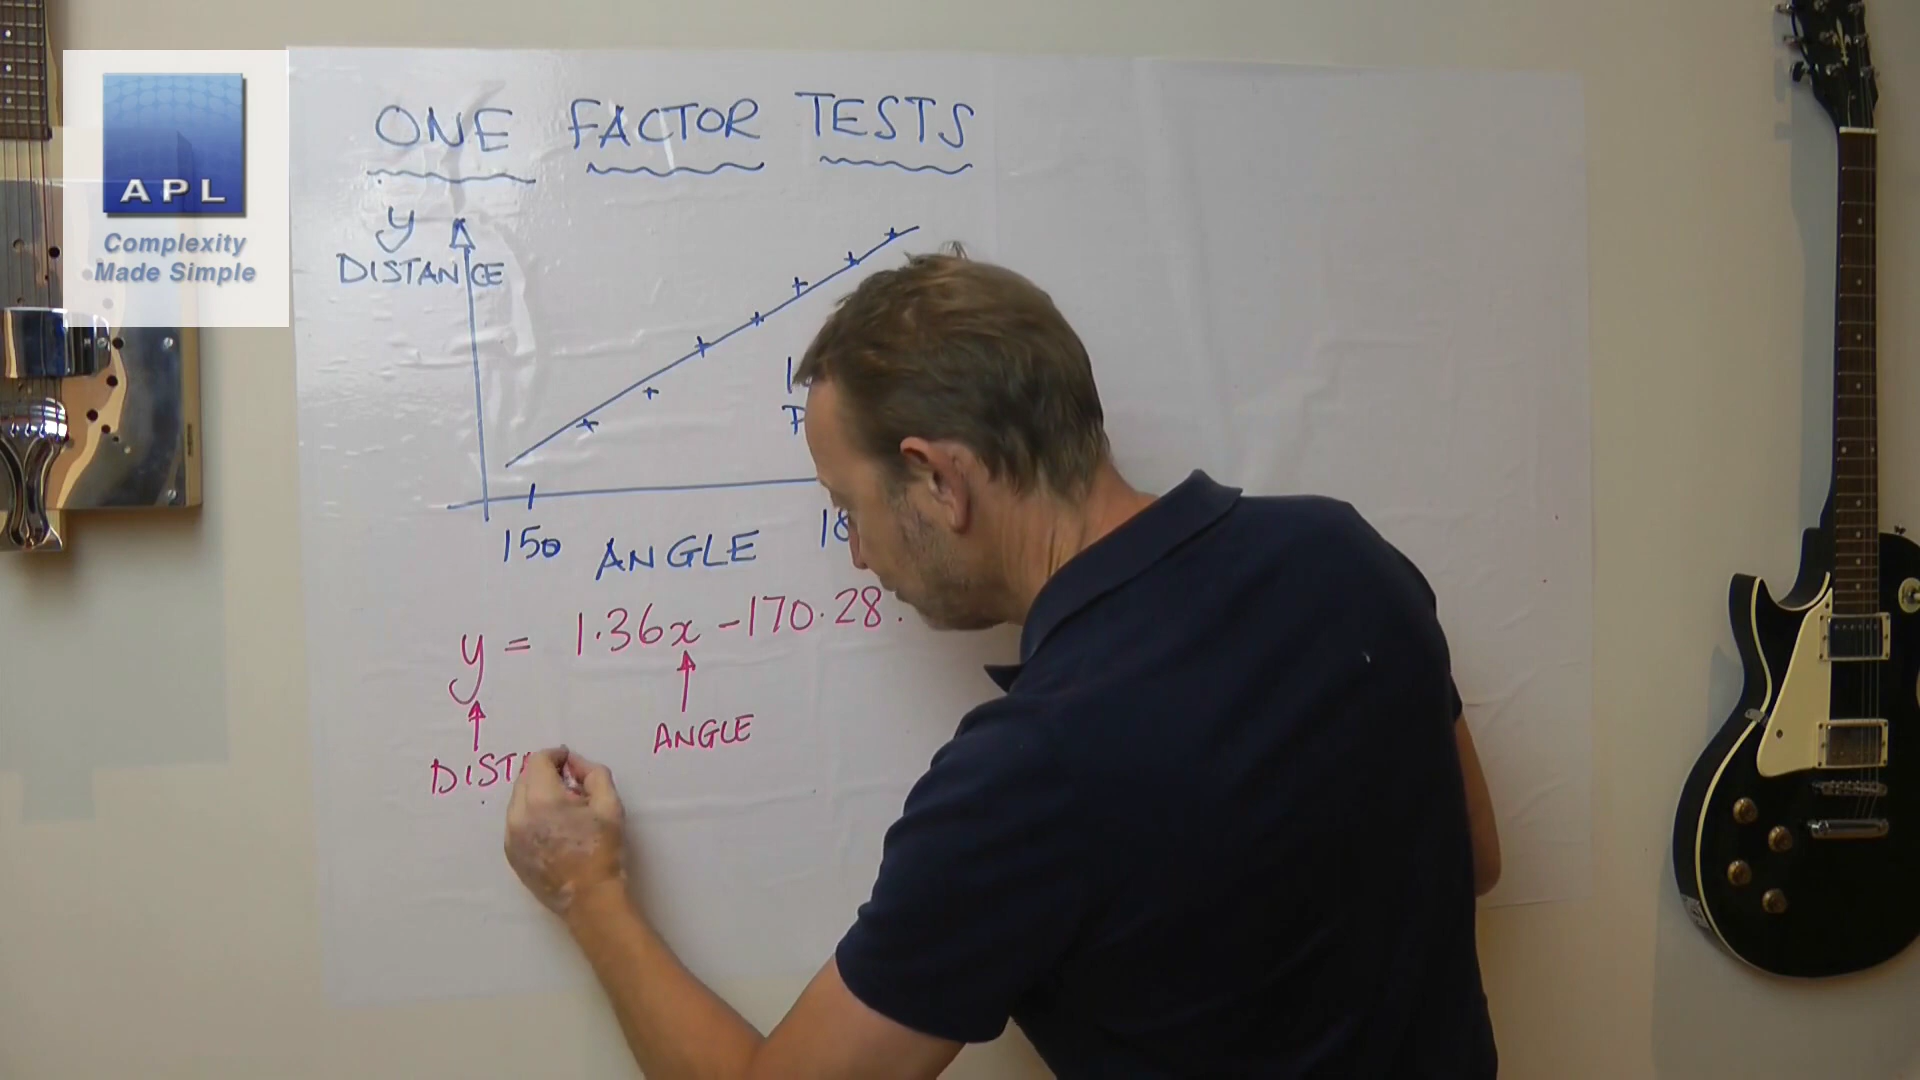 APL
Complexity
Made Simple
ONE FACTOR TESTS
y
DISTANCE
150 ANGLE
y = 1.36x - 170.28.
ANGLE